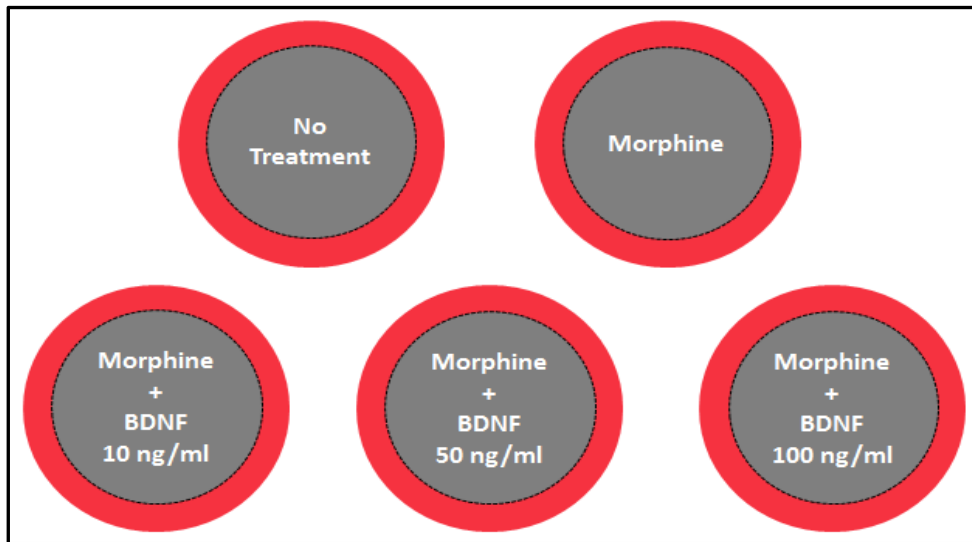 No
Treatment
Morphine
Morphine
+
BDNF
10 ng/ml
Morphine
+
BDNF
50 ng/ml
Morphine
+
BDNF
100 ng/ml